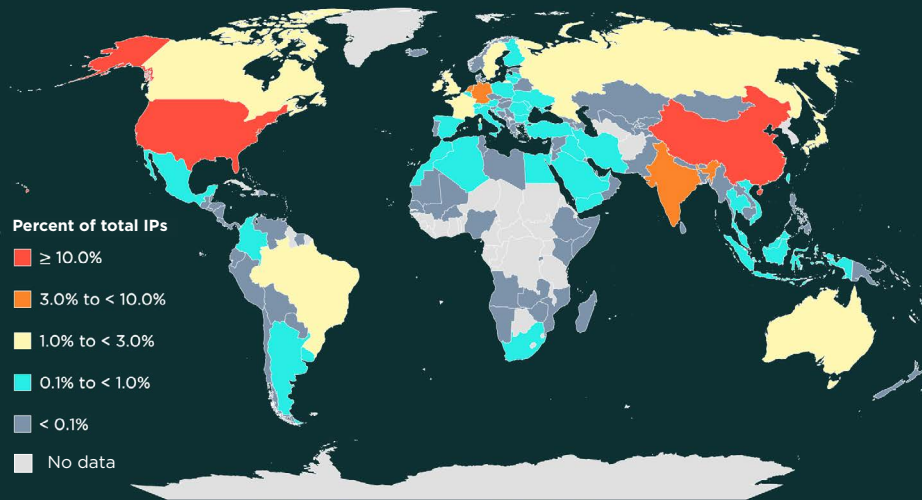 Percent of total IPs
≥ 10.0%
3.0% to < 10.0%
1.0% to < 3.0%
0.1% to < 1.0%
< 0.1%
No data